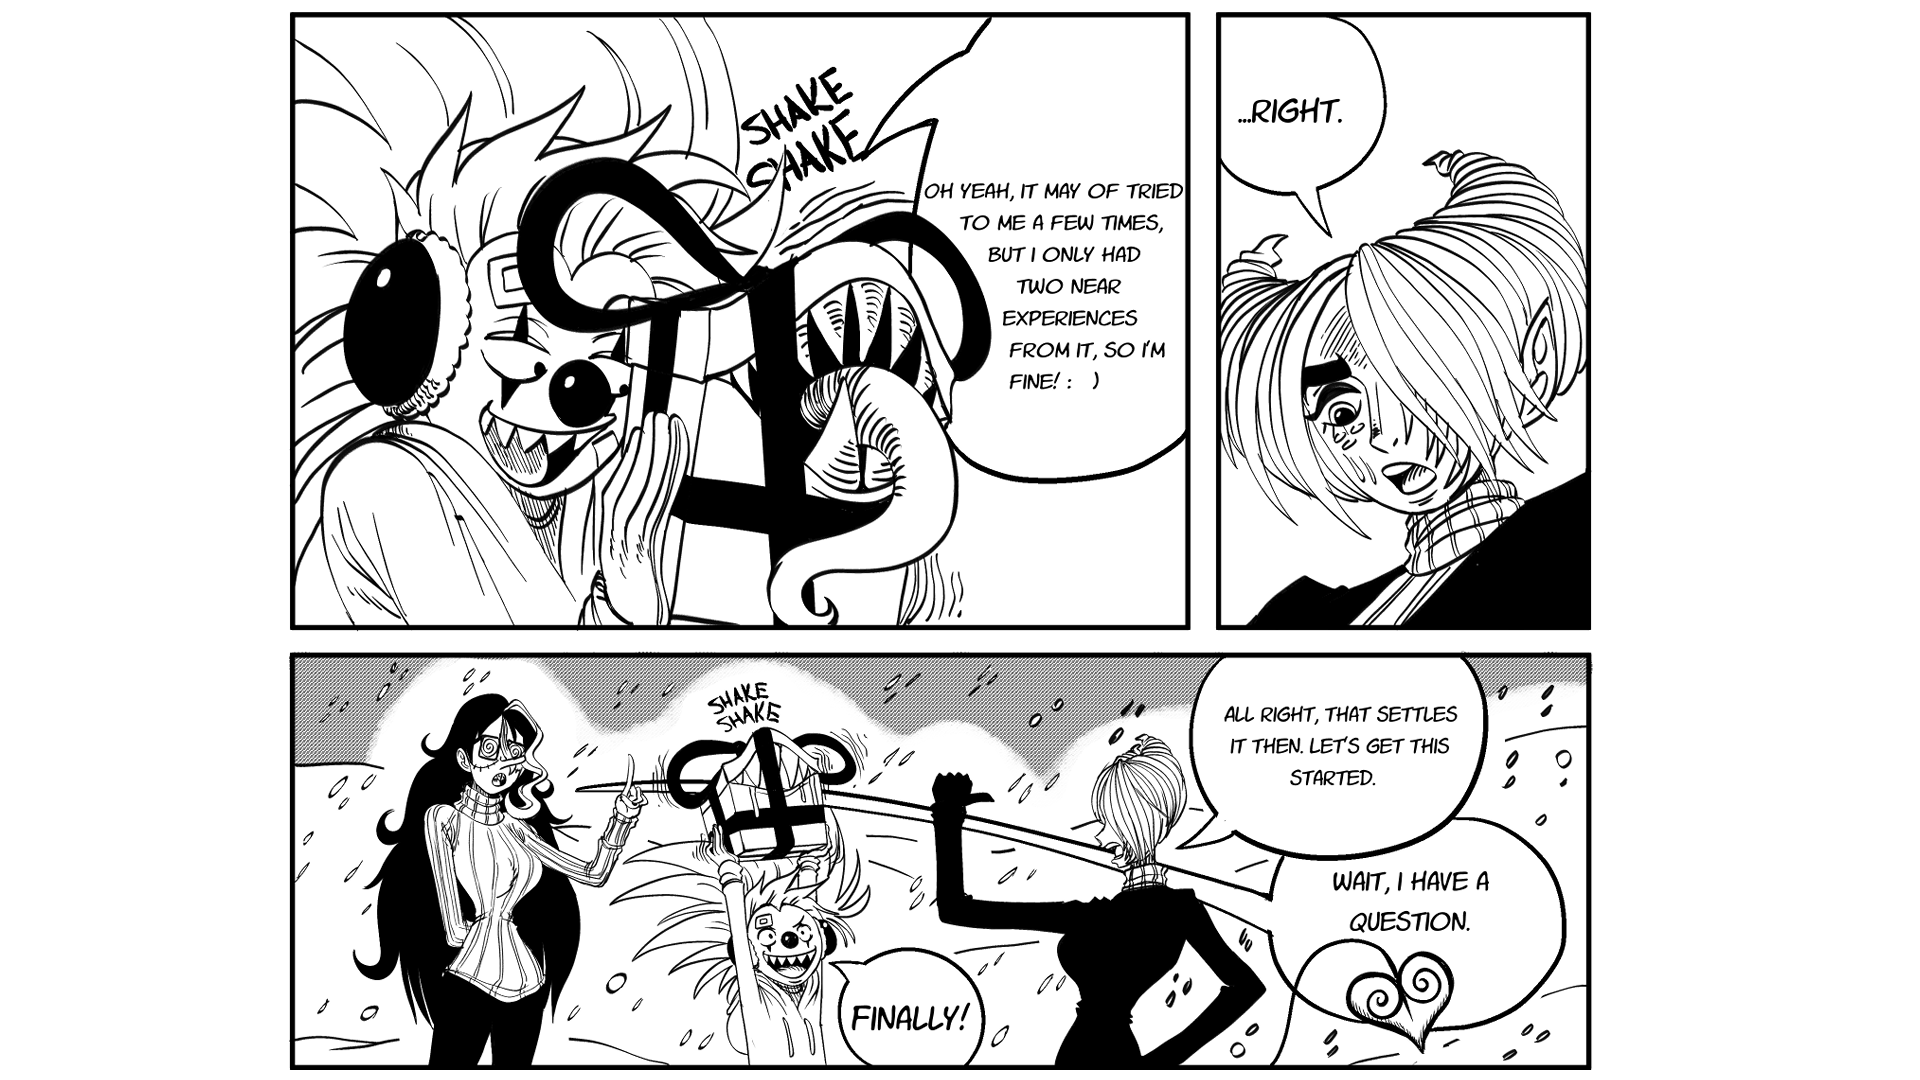 SHAKE
SHAKE
OH YEAH, IT MAY OF TRIED
TO ME A FEW TIMES,
BUT I ONLY HAD
TWO NEAR
EXPERIENCES
FROM IT, SO I'M
FINE! :  )
...RIGHT.
SHAKE
SHAKE
ALL RIGHT, THAT SETTLES
IT THEN. LET'S GET THIS
STARTED.
WAIT, I HAVE A
QUESTION.
FINALLY!